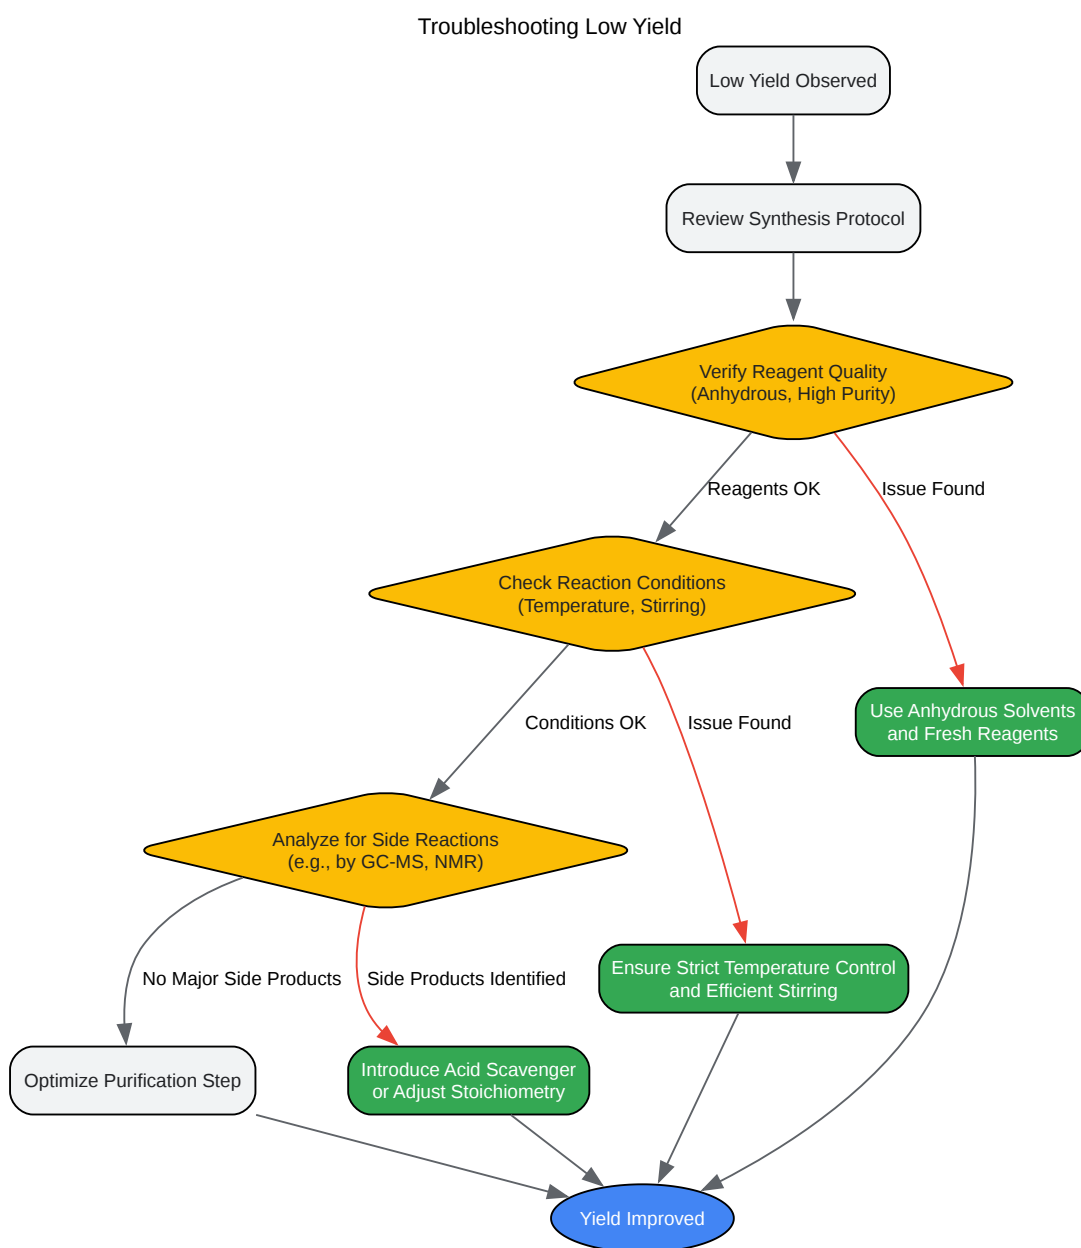 Troubleshooting Low Yield
Low Yield Observed
Review Synthesis Protocol
Verify Reagent Quality
(Anhydrous, High Purity)
Reagents OK
Issue Found
Check Reaction Conditions
(Temperature, Stirring)
Use Anhydrous Solvents
and Fresh Reagents
Conditions OK
Issue Found
Analyze for Side Reactions
(e.g., by GC-MS, NMR)
No Major Side Products
Side Products Identified
Ensure Strict Temperature Control
and Efficient Stirring
Optimize Purification Step
Introduce Acid Scavenger
or Adjust Stoichiometry
Yield Improved